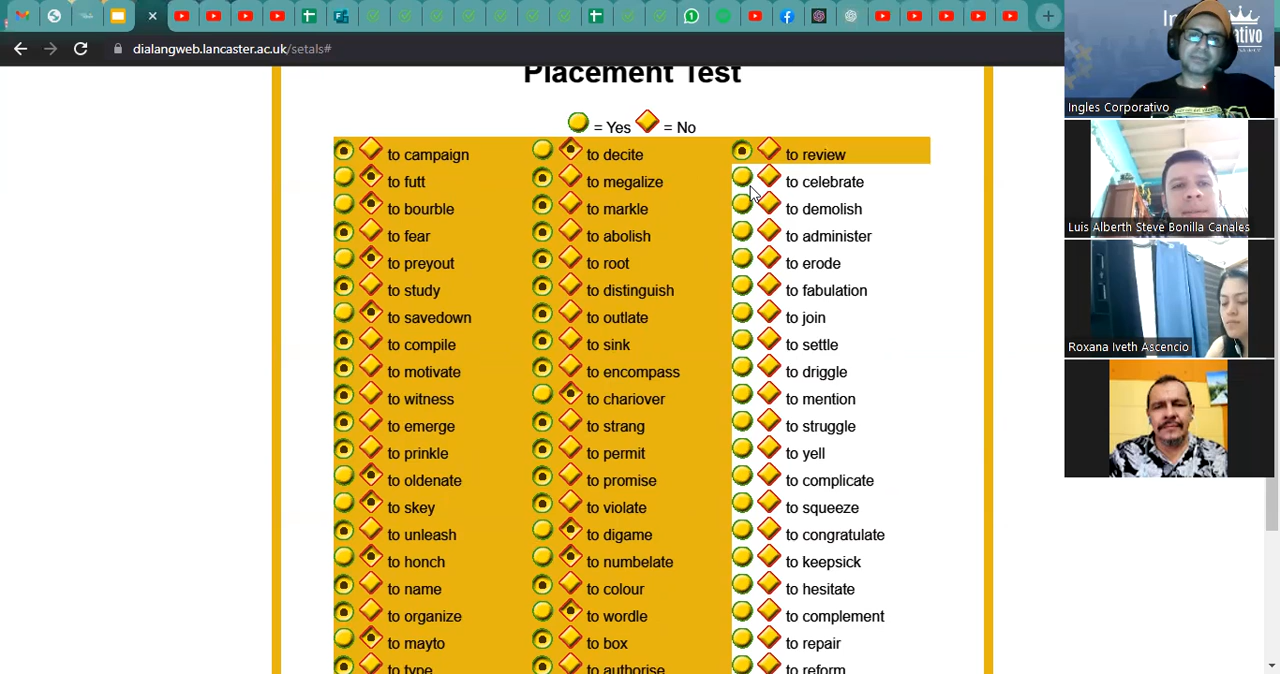 dialangweb.lancaster.ac.uk/setals#
Placement Test
= Yes = No
to campaign to decite to review
to futt to megalize to celebrate
to bourble to markle to demolish
to fear to abolish to administer
to preyout to root to erode
to study to distinguish to fabulation
to savedown to outlate to join
to compile to sink to settle
to motivate to encompass to driggle
to witness to chariover to mention
to emerge to strang to struggle
to prinkle to permit to yell
to oldenate to promise to complicate
to skey to violate to squeeze
to unleash to digame to congratulate
to honch to numbelate to keepsick
to name to colour to hesitate
to organize to wordle to complement
to mayto to box to repair
to type to authorise to reform
Ingles Corporativo
Luis Alberth Steve Bonilla Canales
Roxana Iveth Ascencio